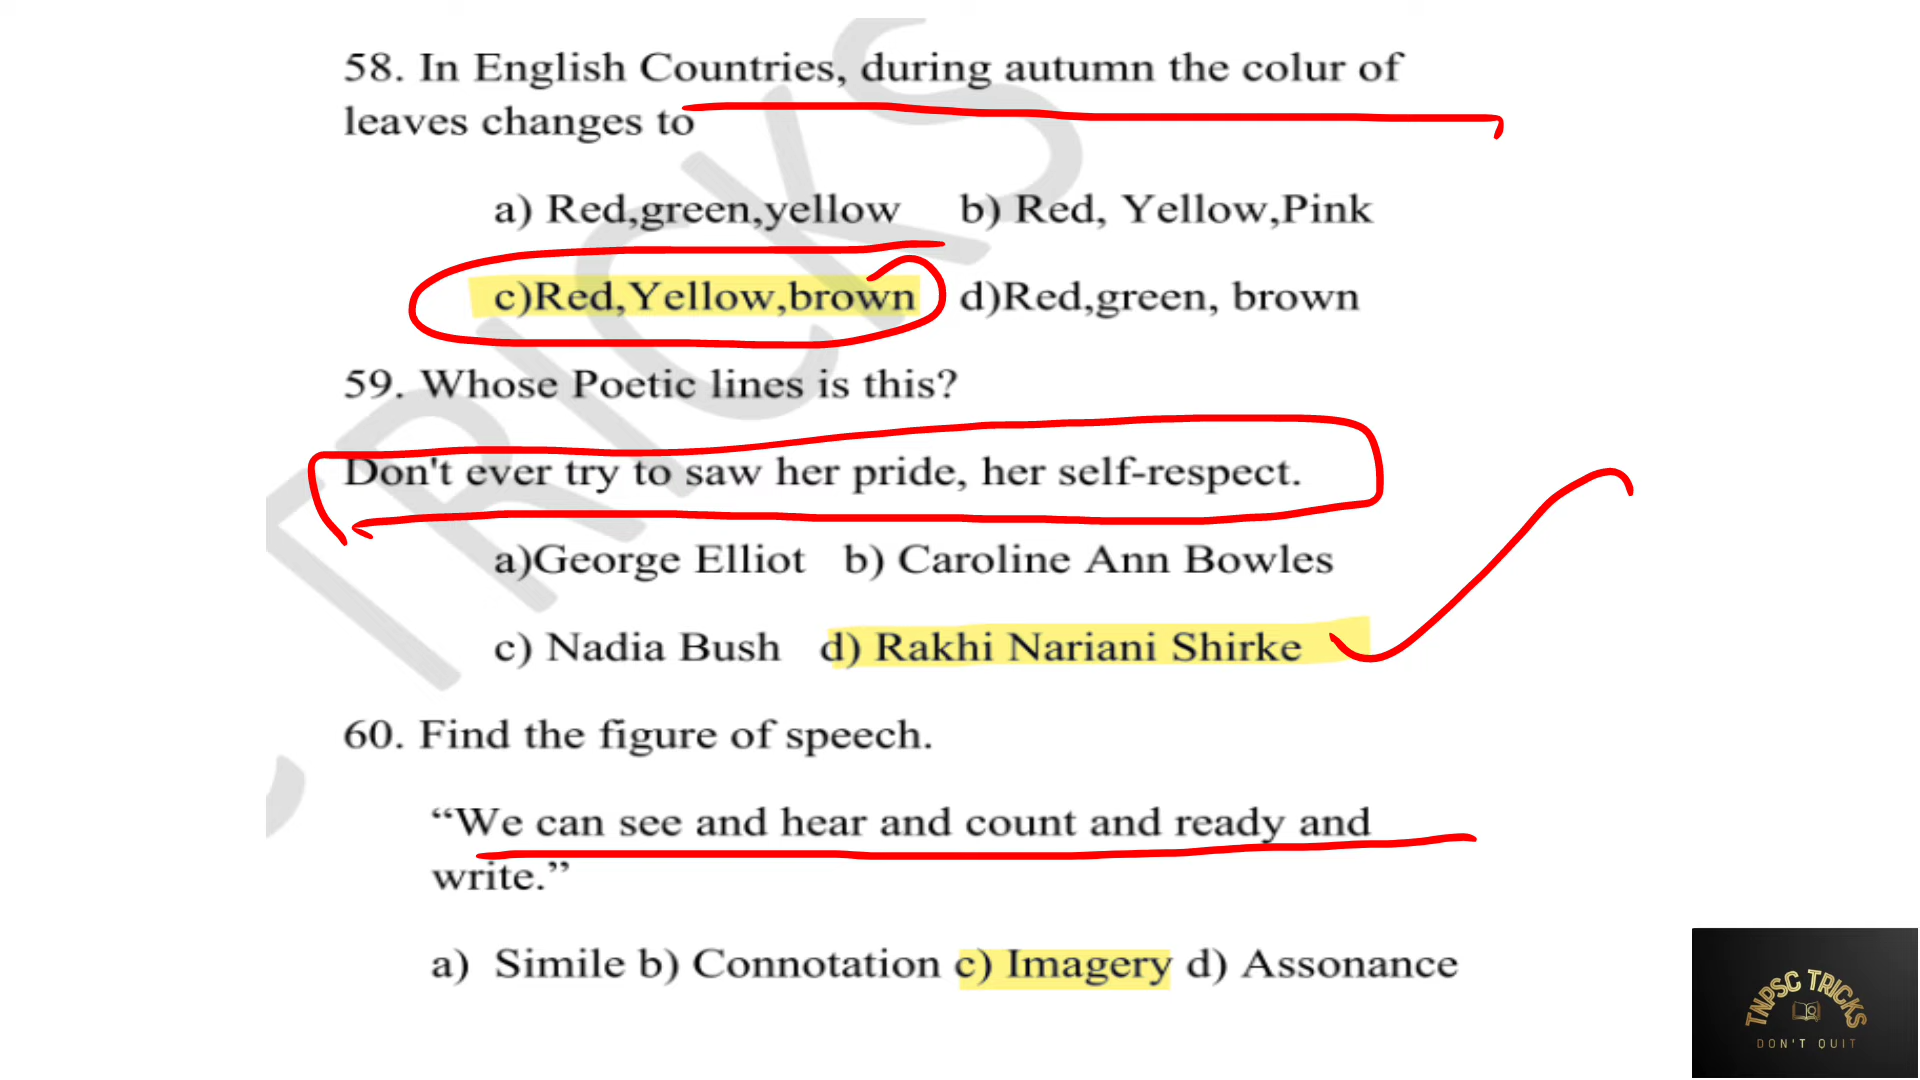 58. In English Countries, during autumn the colur of
leaves changes to
a) Red,green,yellow b) Red, Yellow,Pink
c)Red,Yellow,brown d)Red,green, brown
59. Whose Poetic lines is this?
Don't ever try to saw her pride, her self-respect.
a)George Elliot b) Caroline Ann Bowles
c) Nadia Bush d) Rakhi Nariani Shirke
60. Find the figure of speech.
“We can see and hear and count and ready and
write.”
a) Simile b) Connotation c) Imagery d) Assonance
TRICKS
TNPSC TRICKS
DON'T QUIT